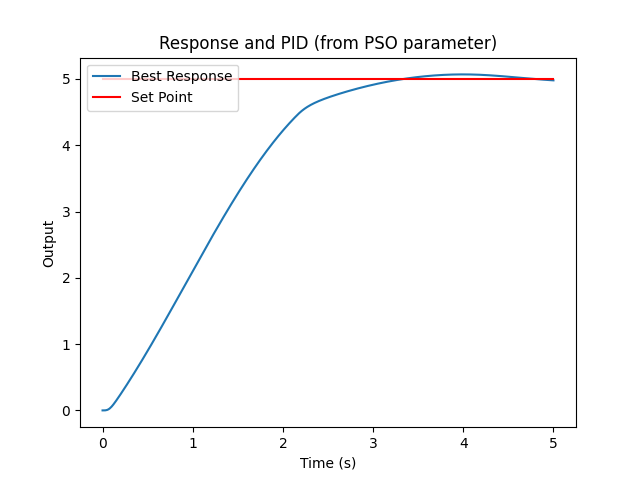 Response and PID (from PSO parameter)
Best Response
Set Point
Output
5
4
3
2
1
0
0 1 2 3 4 5
Time (s)